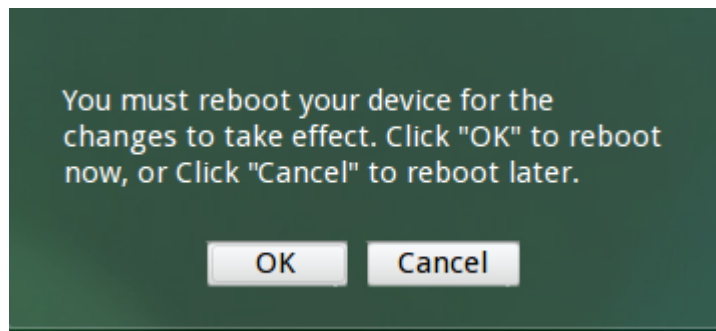 You must reboot your device for the
changes to take effect. Click "OK" to reboot
now, or Click "Cancel" to reboot later.
OK Cancel